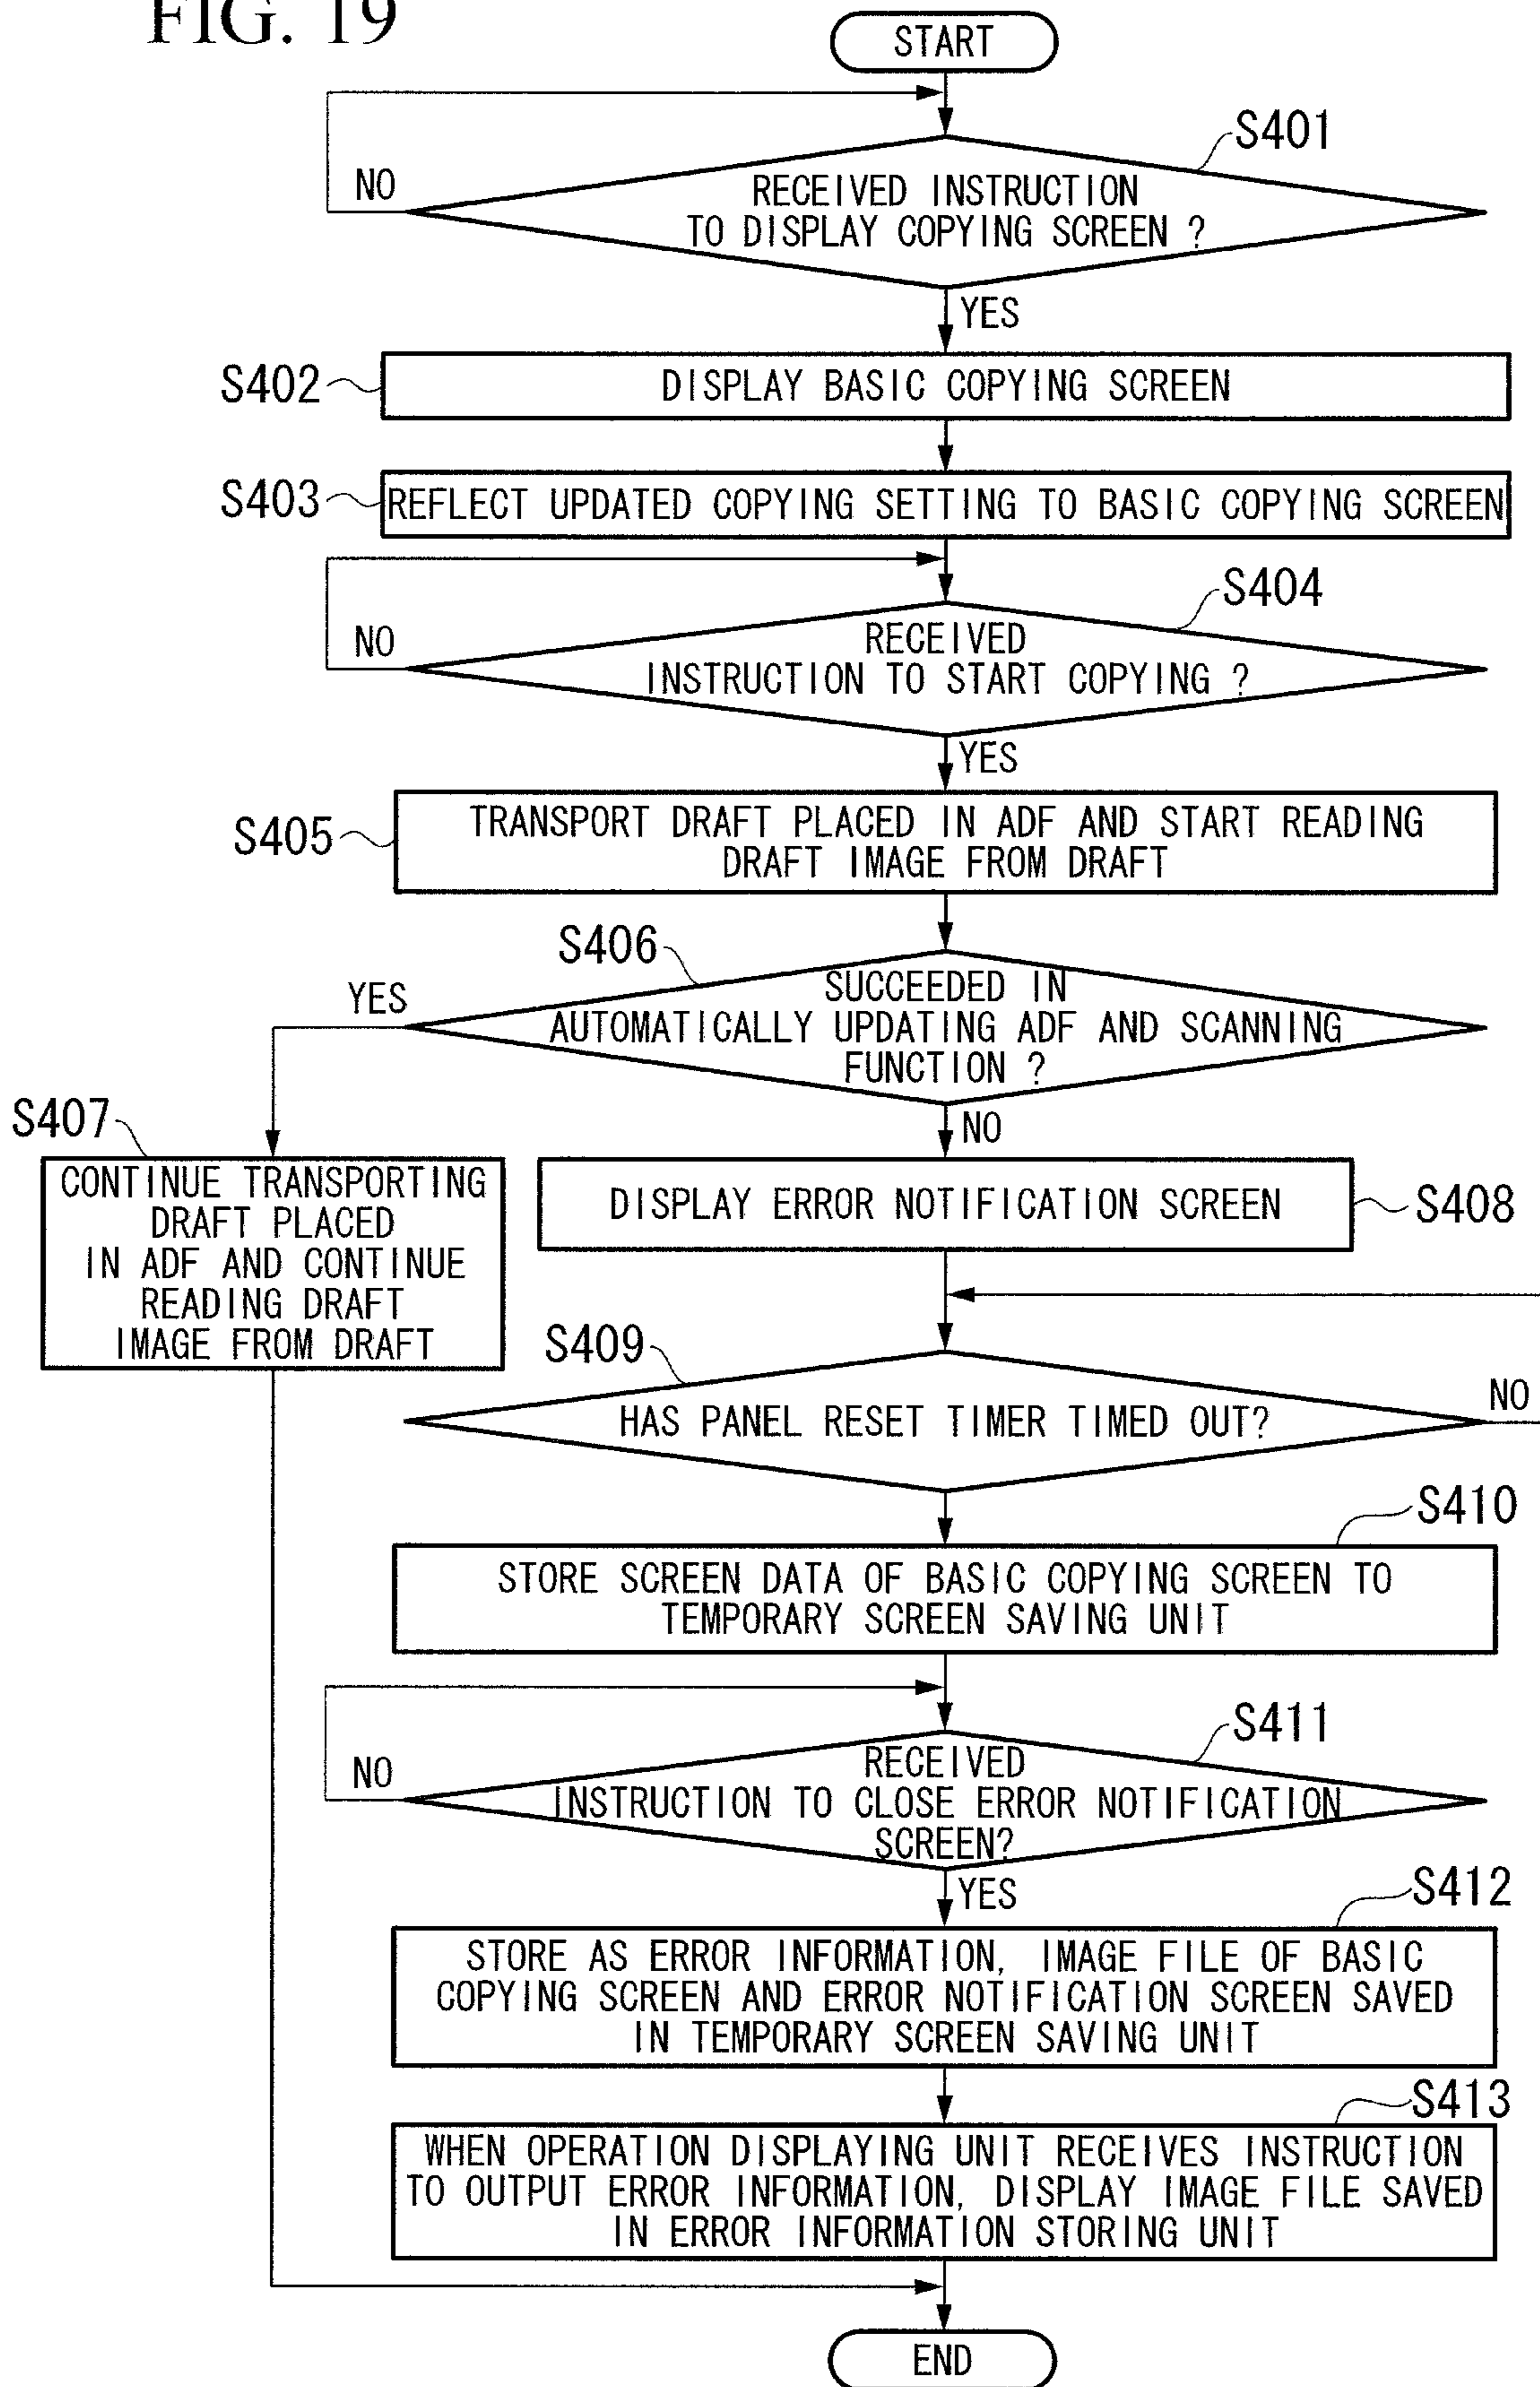 FIG. 19
START
S401
NO
RECEIVED INSTRUCTION
TO DISPLAY COPYING SCREEN ?
YES
S402
DISPLAY BASIC COPYING SCREEN
S403
REFLECT UPDATED COPYING SETTING TO BASIC COPYING SCREEN
S404
NO
RECEIVED
INSTRUCTION TO START COPYING ?
YES
S405
TRANSPORT DRAFT PLACED IN ADF AND START READING
DRAFT IMAGE FROM DRAFT
S406
YES
SUCCEEDED IN
AUTOMATICALLY UPDATING ADF AND SCANNING
FUNCTION ?
NO
S407
CONTINUE TRANSPORTING
DRAFT PLACED
IN ADF AND CONTINUE
READING DRAFT
IMAGE FROM DRAFT
DISPLAY ERROR NOTIFICATION SCREEN
S408
S409
HAS PANEL RESET TIMER TIMED OUT?
NO
S410
STORE SCREEN DATA OF BASIC COPYING SCREEN TO
TEMPORARY SCREEN SAVING UNIT
S411
NO
RECEIVED
INSTRUCTION TO CLOSE ERROR NOTIFICATION
SCREEN?
YES
S412
STORE AS ERROR INFORMATION, IMAGE FILE OF BASIC
COPYING SCREEN AND ERROR NOTIFICATION SCREEN SAVED
IN TEMPORARY SCREEN SAVING UNIT
S413
WHEN OPERATION DISPLAYING UNIT RECEIVES INSTRUCTION
TO OUTPUT ERROR INFORMATION, DISPLAY IMAGE FILE SAVED
IN ERROR INFORMATION STORING UNIT
END